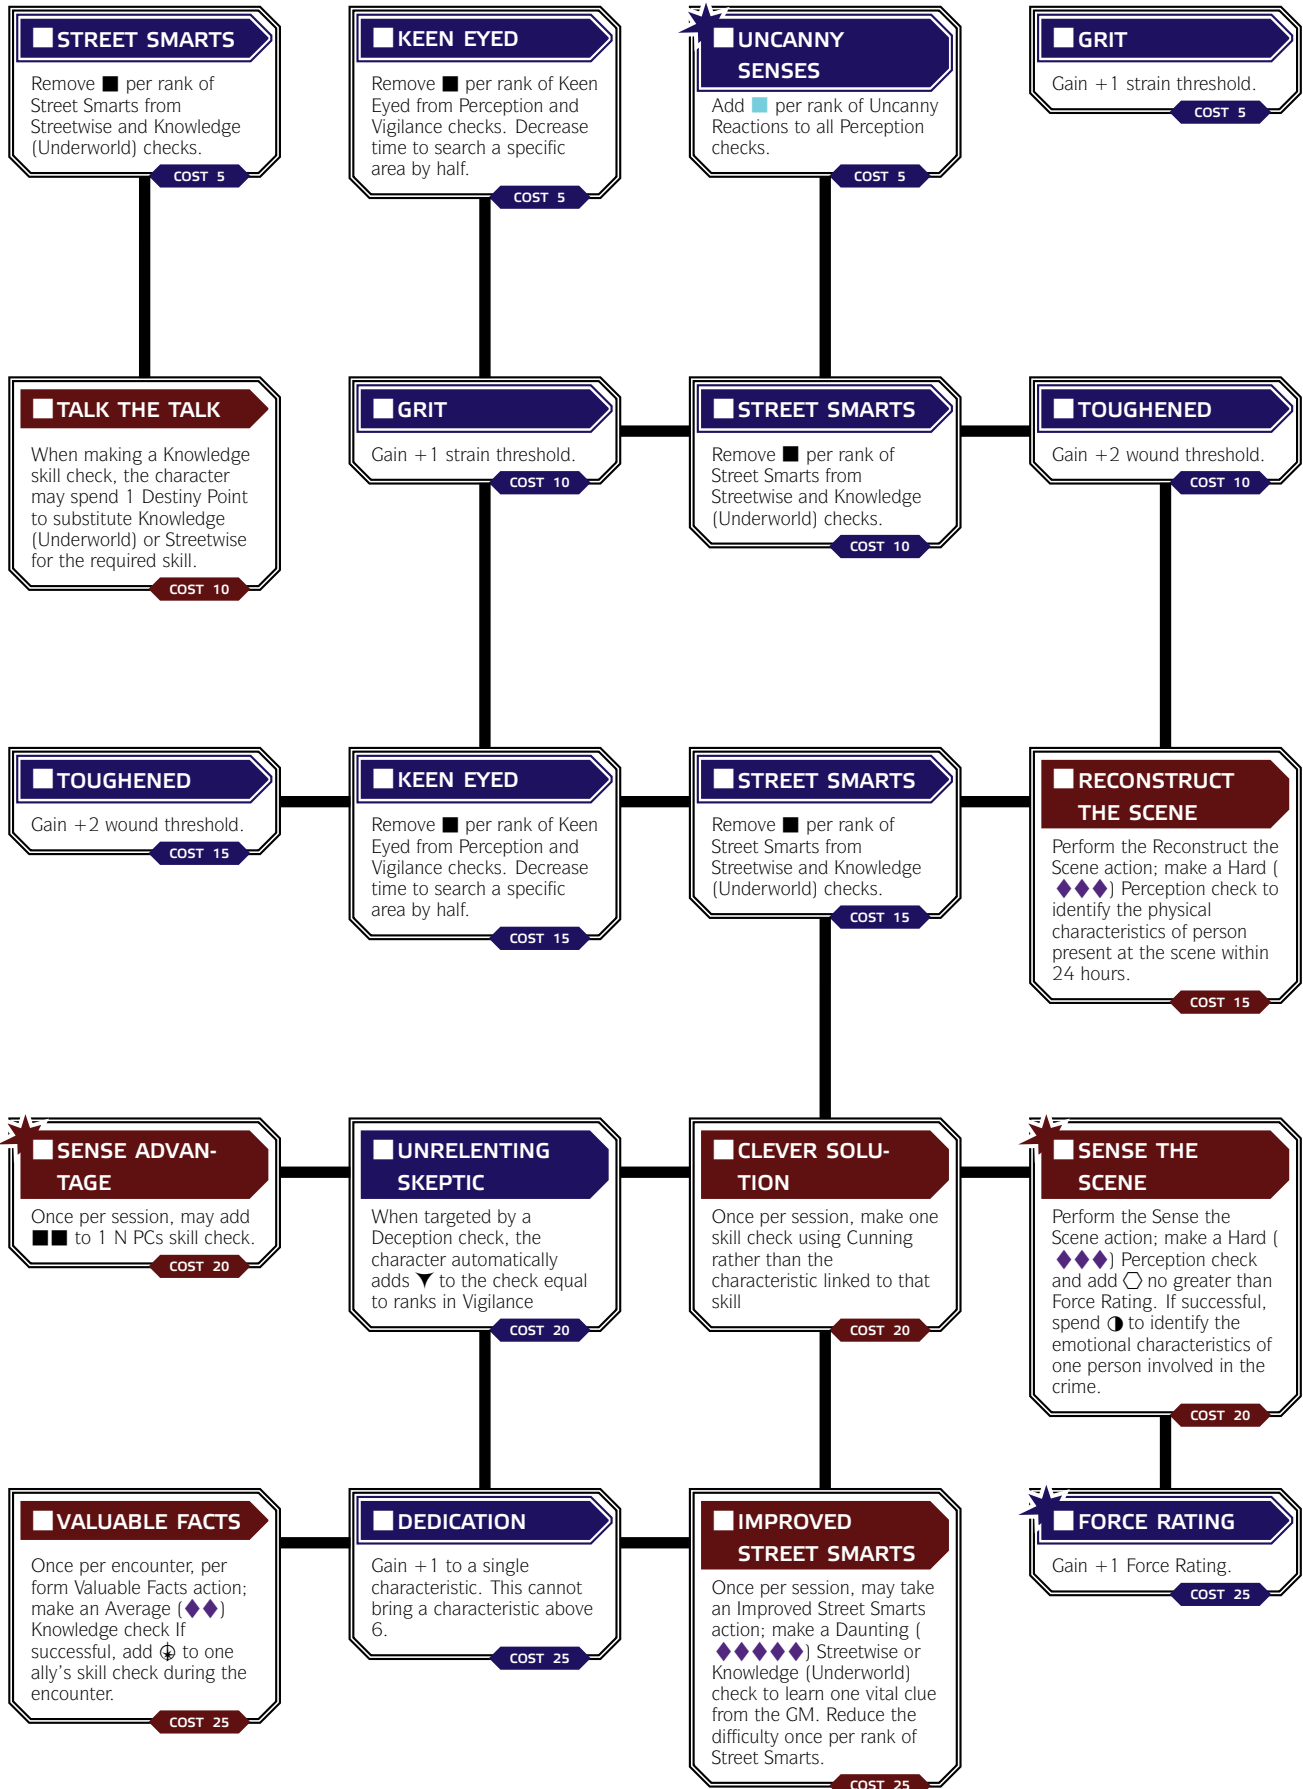 STREET SMARTS
Remove ■ per rank of
Street Smarts from
Streetwise and Knowledge
(Underworld) checks.
COST 5
KEEN EYED
Remove ■ per rank of Keen
Eyed from Perception and
Vigilance checks. Decrease
time to search a specific
area by half.
COST 5
UNCANNY
SENSES
Add ■ per rank of Uncanny
Reactions to all Perception
checks.
COST 5
GRIT
Gain +1 strain threshold.
COST 5
TALK THE TALK
When making a Knowledge
skill check, the character
may spend 1 Destiny Point
to substitute Knowledge
(Underworld) or Streetwise
for the required skill.
COST 10
GRIT
Gain +1 strain threshold.
COST 10
STREET SMARTS
Remove ■ per rank of
Street Smarts from
Streetwise and Knowledge
(Underworld) checks.
COST 10
TOUGHENED
Gain +2 wound threshold.
COST 10
TOUGHENED
Gain +2 wound threshold.
COST 15
KEEN EYED
Remove ■ per rank of Keen
Eyed from Perception and
Vigilance checks. Decrease
time to search a specific
area by half.
COST 15
STREET SMARTS
Remove ■ per rank of
Street Smarts from
Streetwise and Knowledge
(Underworld) checks.
COST 15
RECONSTRUCT
THE SCENE
Perform the Reconstruct the
Scene action; make a Hard (
◆◆◆) Perception check to
identify the physical
characteristics of person
present at the scene within
24 hours.
COST 15
SENSE ADVAN-
TAGE
Once per session, may add
■■ to 1 N PCs skill check.
COST 20
UNRELENTING
SKEPTIC
When targeted by a
Deception check, the
character automatically
adds ▼ to the check equal
to ranks in Vigilance
COST 20
CLEVER SOLU-
TION
Once per session, make one
skill check using Cunning
rather than the
characteristic linked to that
skill
COST 20
SENSE THE
SCENE
Perform the Sense the
Scene action; make a Hard (
◆◆◆) Perception check
and add ⬡ no greater than
Force Rating. If successful,
spend ◑ to identify the
emotional characteristics of
one person involved in the
crime.
COST 20
VALUABLE FACTS
Once per encounter, per
form Valuable Facts action;
make an Average (◆◆)
Knowledge check If
successful, add ⊕ to one
ally's skill check during the
encounter.
COST 25
DEDICATION
Gain +1 to a single
characteristic. This cannot
bring a characteristic above
6.
COST 25
IMPROVED
STREET SMARTS
Once per session, may take
an Improved Street Smarts
action; make a Daunting (
◆◆◆◆◆) Streetwise or
Knowledge (Underworld)
check to learn one vital clue
from the GM. Reduce the
difficulty once per rank of
Street Smarts.
COST 25
FORCE RATING
Gain +1 Force Rating.
COST 25